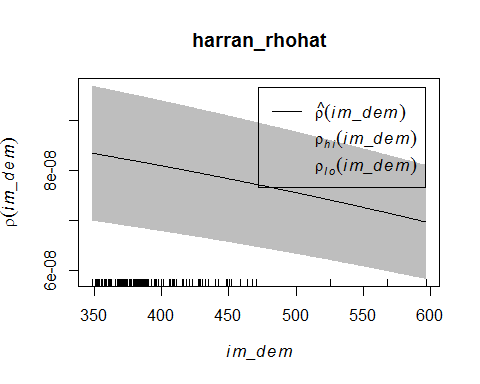 harran_rhohat
ρ̂(im_dem)
ρhi(im_dem)
ρlo(im_dem)
ρ(im_dem)
8e-08
6e-08
350 400 450 500 550 600
im_dem